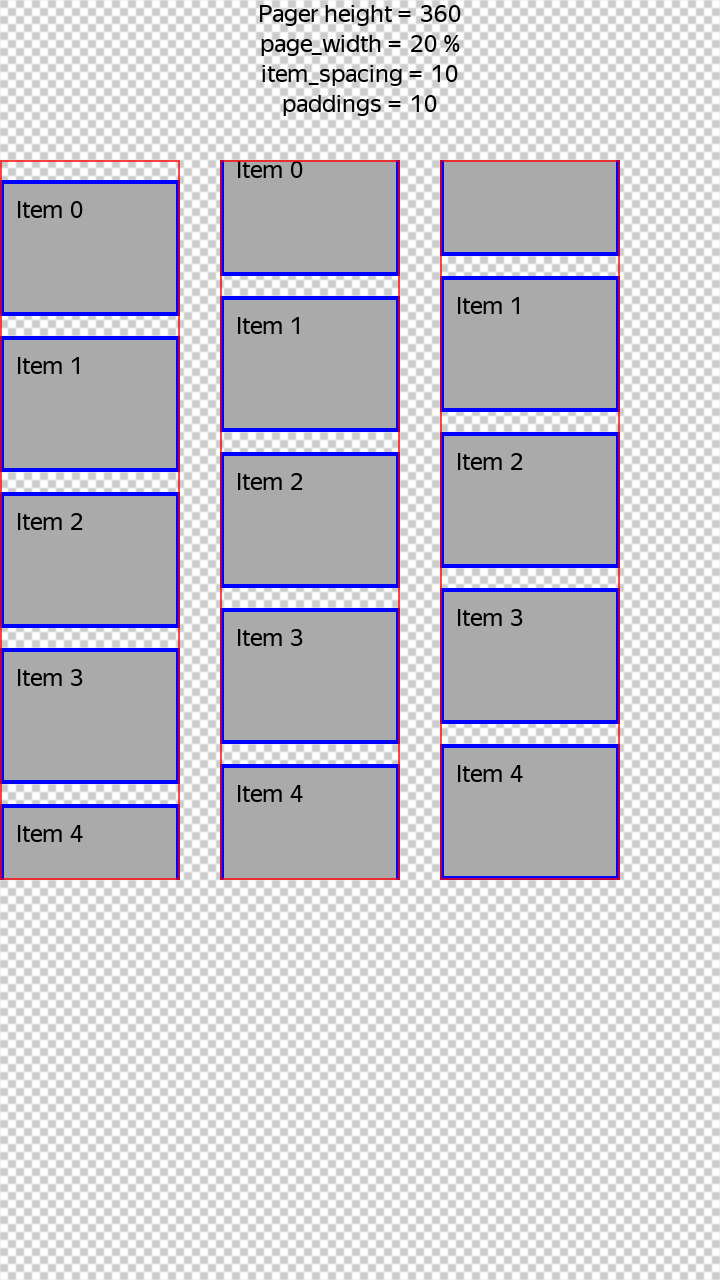 Pager height = 360
page_width = 20 %
item_spacing = 10
paddings = 10
Item 0
Item 1
Item 2
Item 3
Item 4
Item 0
Item 1
Item 2
Item 3
Item 4
Item 1
Item 2
Item 3
Item 4